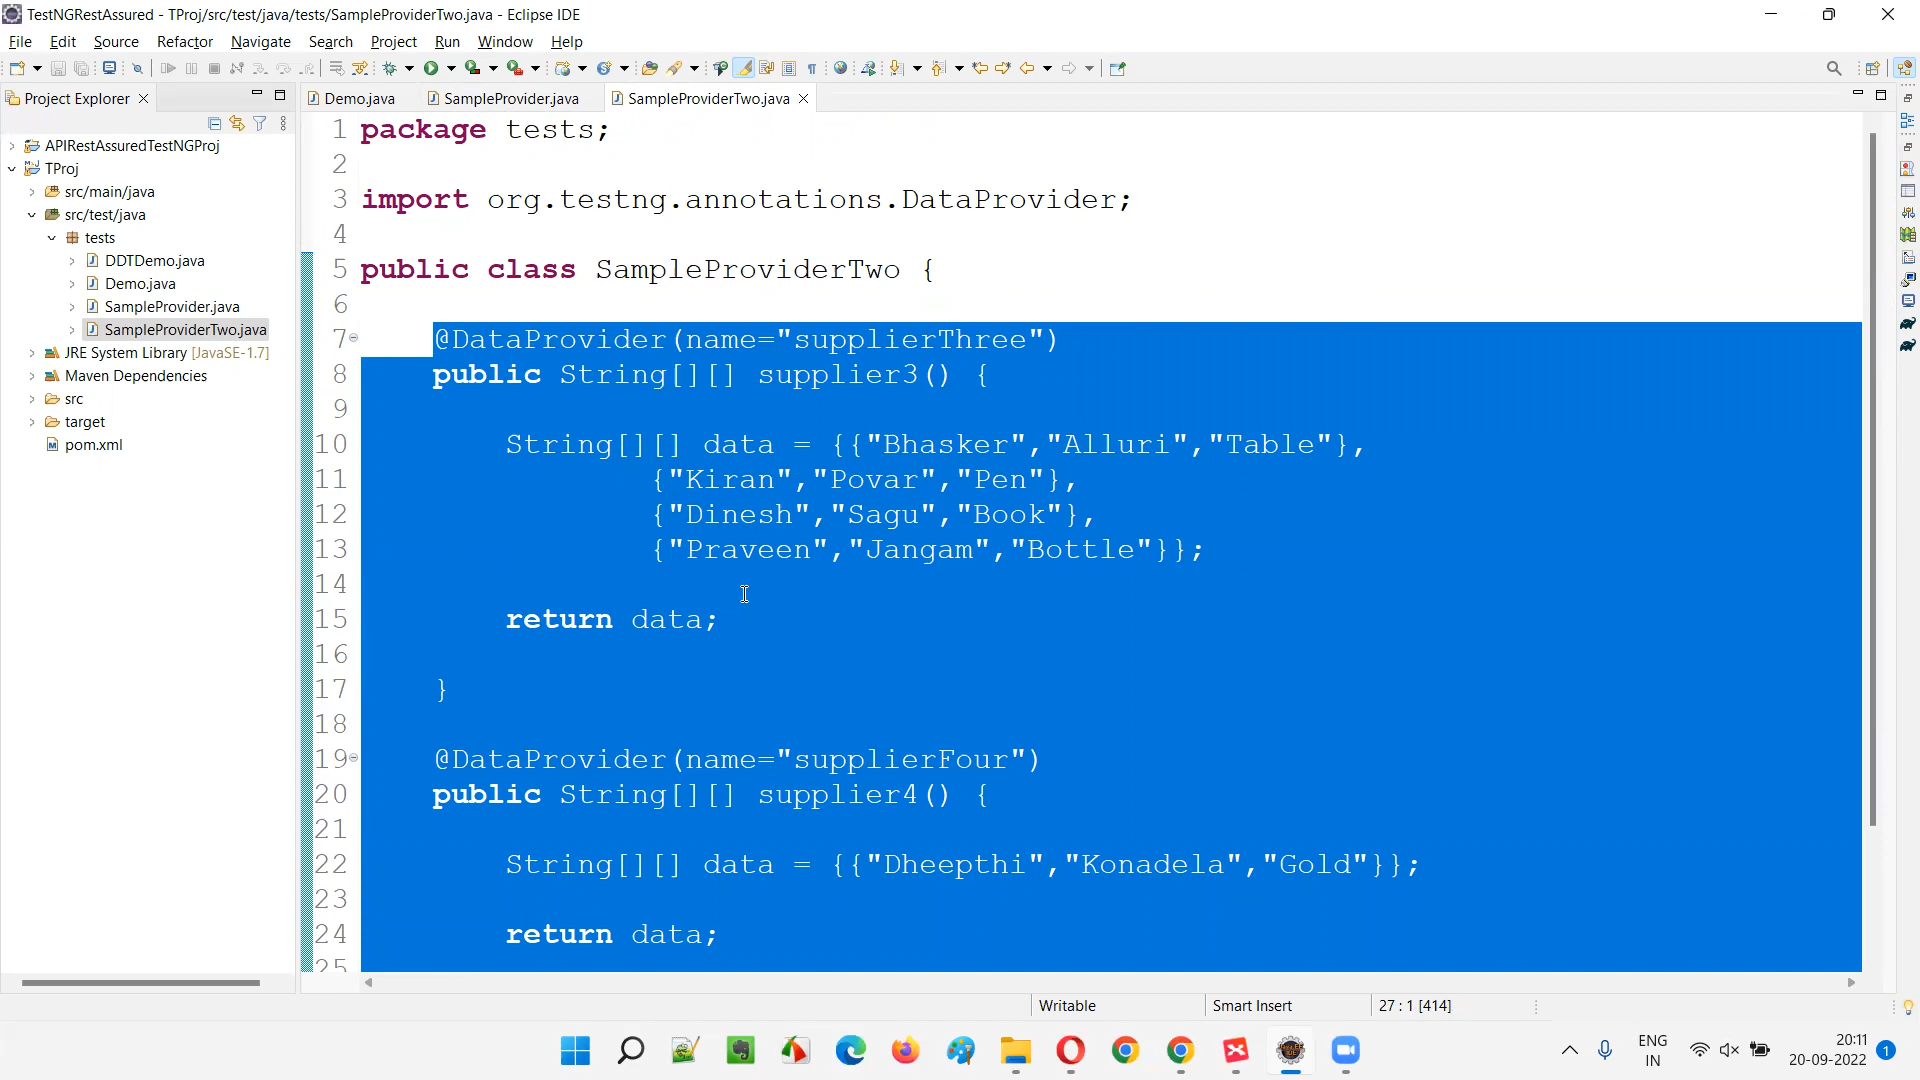 TestNGRestAssured - TProj/src/test/java/tests/SampleProviderTwo.java - Eclipse IDE
File Edit Source Refactor Navigate Search Project Run Window Help
Project Explorer
Demo.java SampleProvider.java SampleProviderTwo.java
APIRestAssuredTestNGProj
TProj
src/main/java
src/test/java
tests
DDTDemo.java
Demo.java
SampleProvider.java
SampleProviderTwo.java
JRE System Library [JavaSE-1.7]
Maven Dependencies
src
target
pom.xml
1 package tests;
2
3 import org.testng.annotations.DataProvider;
4
5 public class SampleProviderTwo {
6
7 @DataProvider(name="supplierThree")
8 public String[][] supplier3() {
9
10 String[][] data = {{"Bhasker","Alluri","Table"},
11 {"Kiran","Povar","Pen"},
12 {"Dinesh","Sagu","Book"},
13 {"Praveen","Jangam","Bottle"}};
14
15 return data;
16
17 }
18
19 @DataProvider(name="supplierFour")
20 public String[][] supplier4() {
21
22 String[][] data = {{"Dheepthi","Konadela","Gold"}};
23
24 return data;
25
Writable Smart Insert 27 : 1 [414]
ENG
IN
20:11
20-09-2022
1